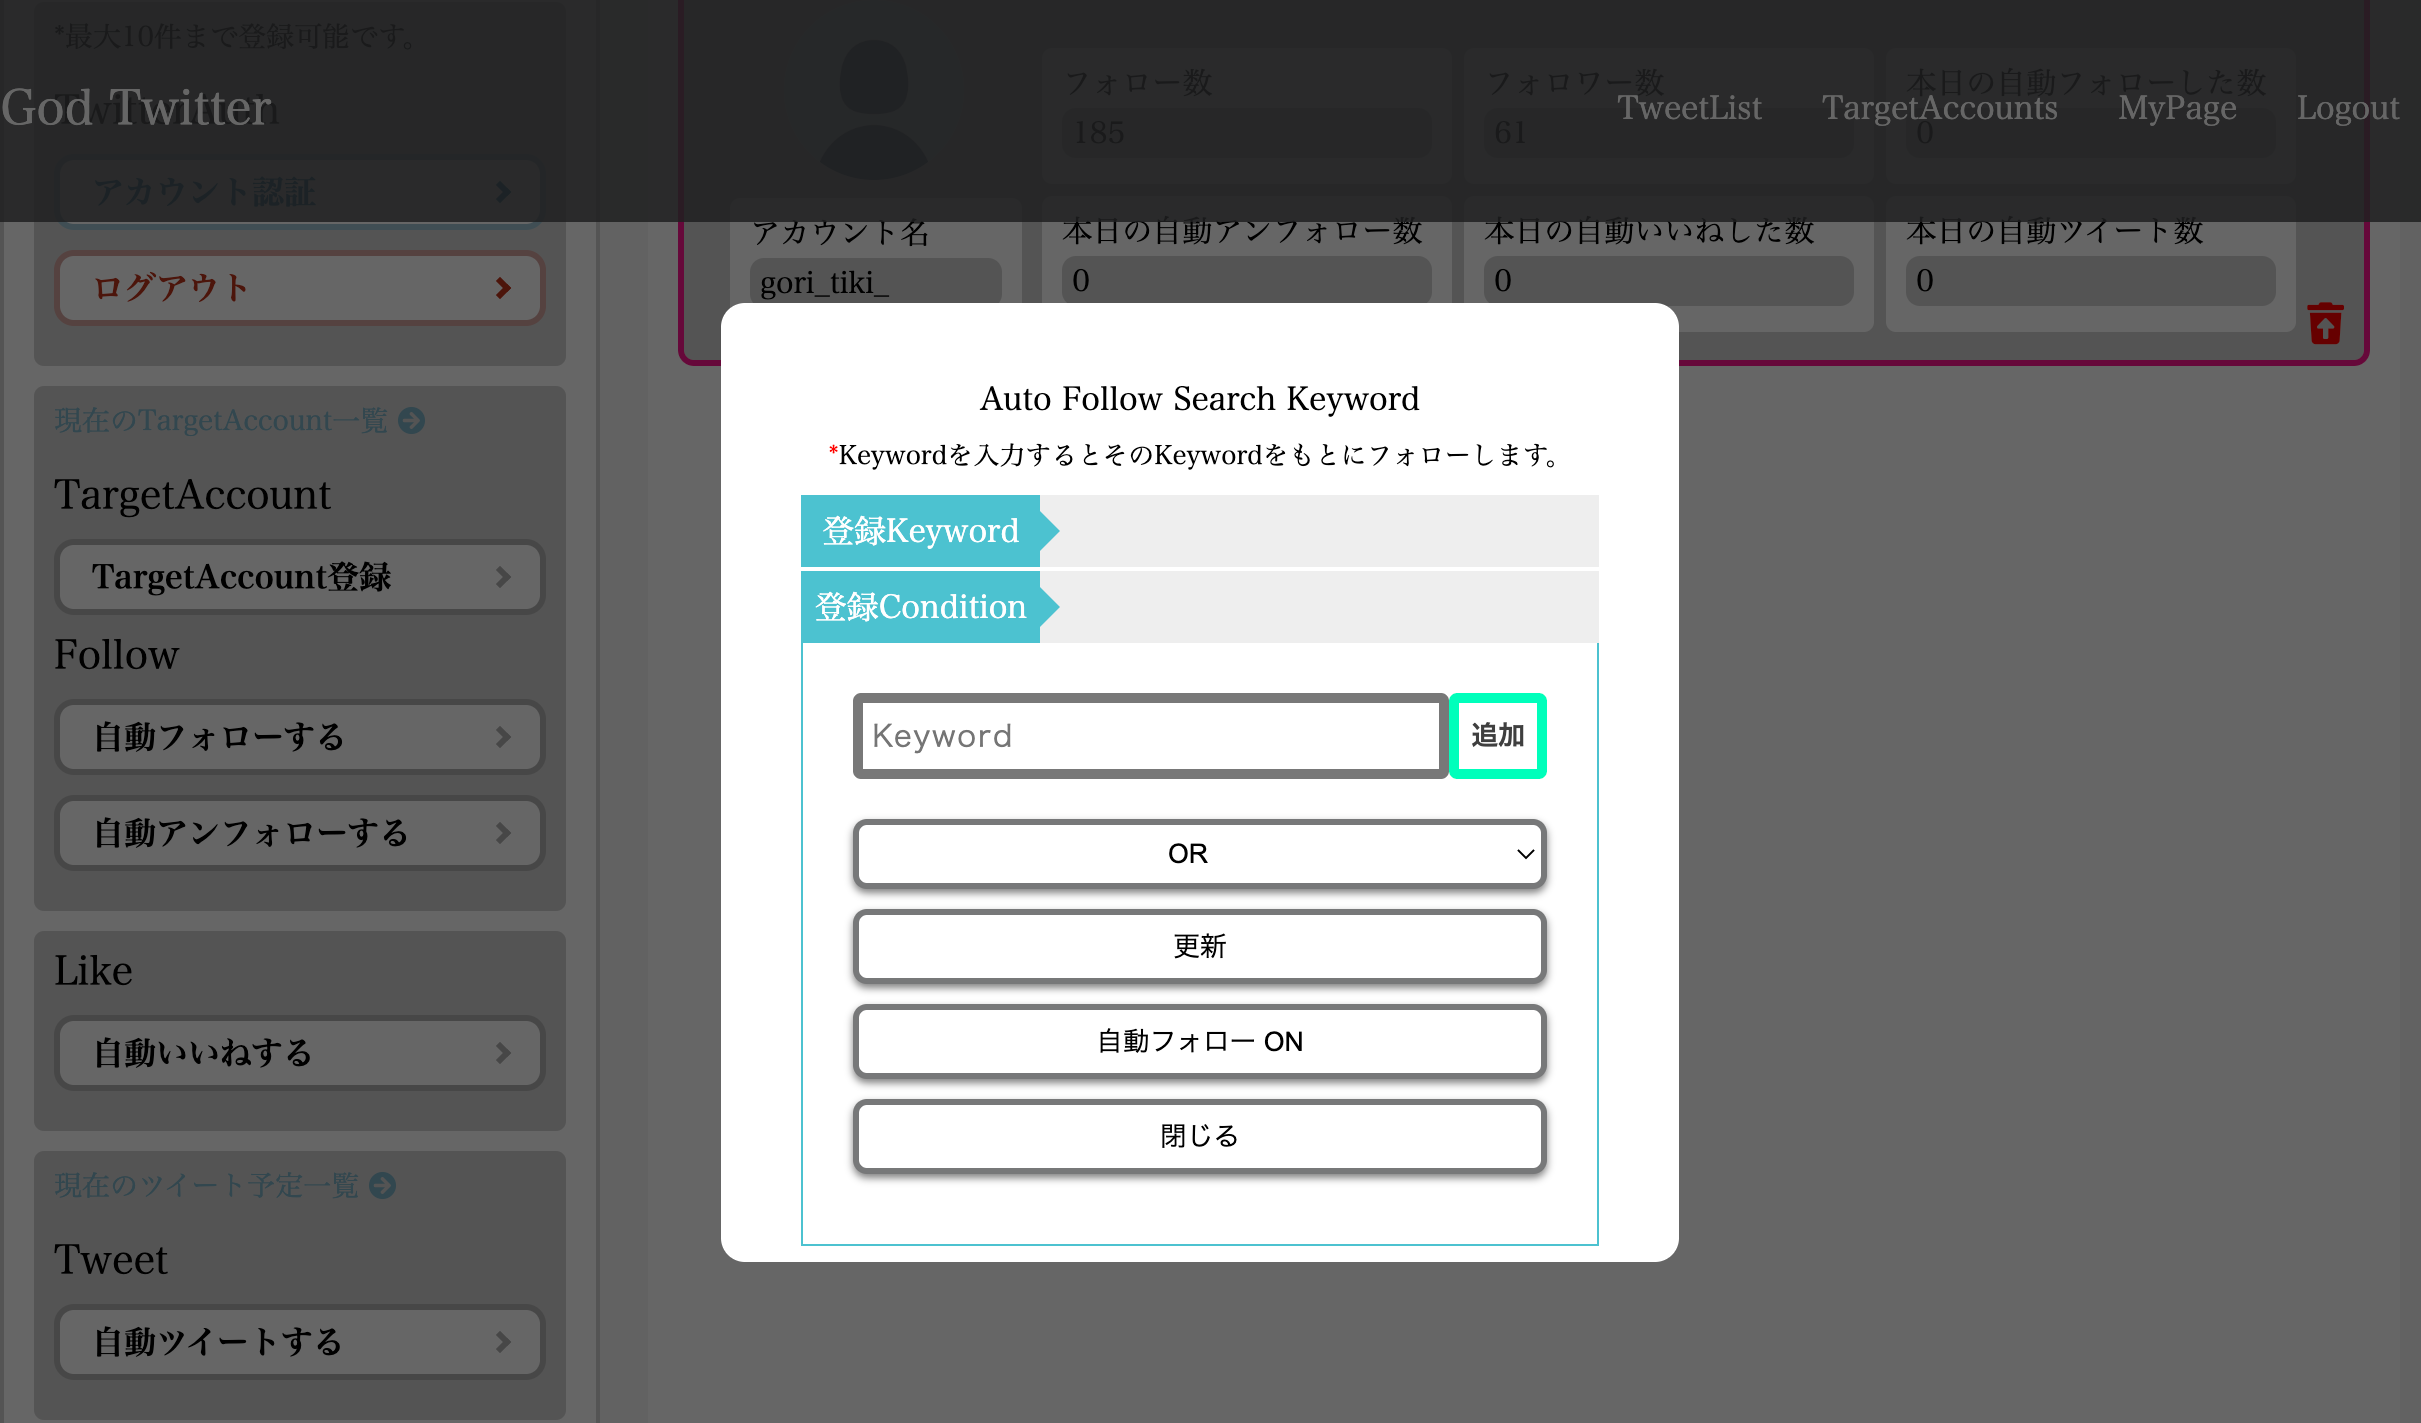 *最大10件まで登録可能です。
God Twitter
TweetList
TargetAccounts
MyPage
Logout
アカウント認証
ログアウト
現在のTargetAccount一覧
TargetAccount
TargetAccount登録
Follow
自動フォローする
自動アンフォローする
Like
自動いいねする
現在のツイート予定一覧
Tweet
自動ツイートする
フォロー数
185
フォロワー数
61
本日の自動フォローした数
0
アカウント名
gori_tiki_
本日の自動アンフォロー数
0
本日の自動いいねした数
0
本日の自動ツイート数
0
Auto Follow Search Keyword
*Keywordを入力するとそのKeywordをもとにフォローします。
登録Keyword
登録Condition
Keyword
追加
OR
更新
自動フォロー ON
閉じる